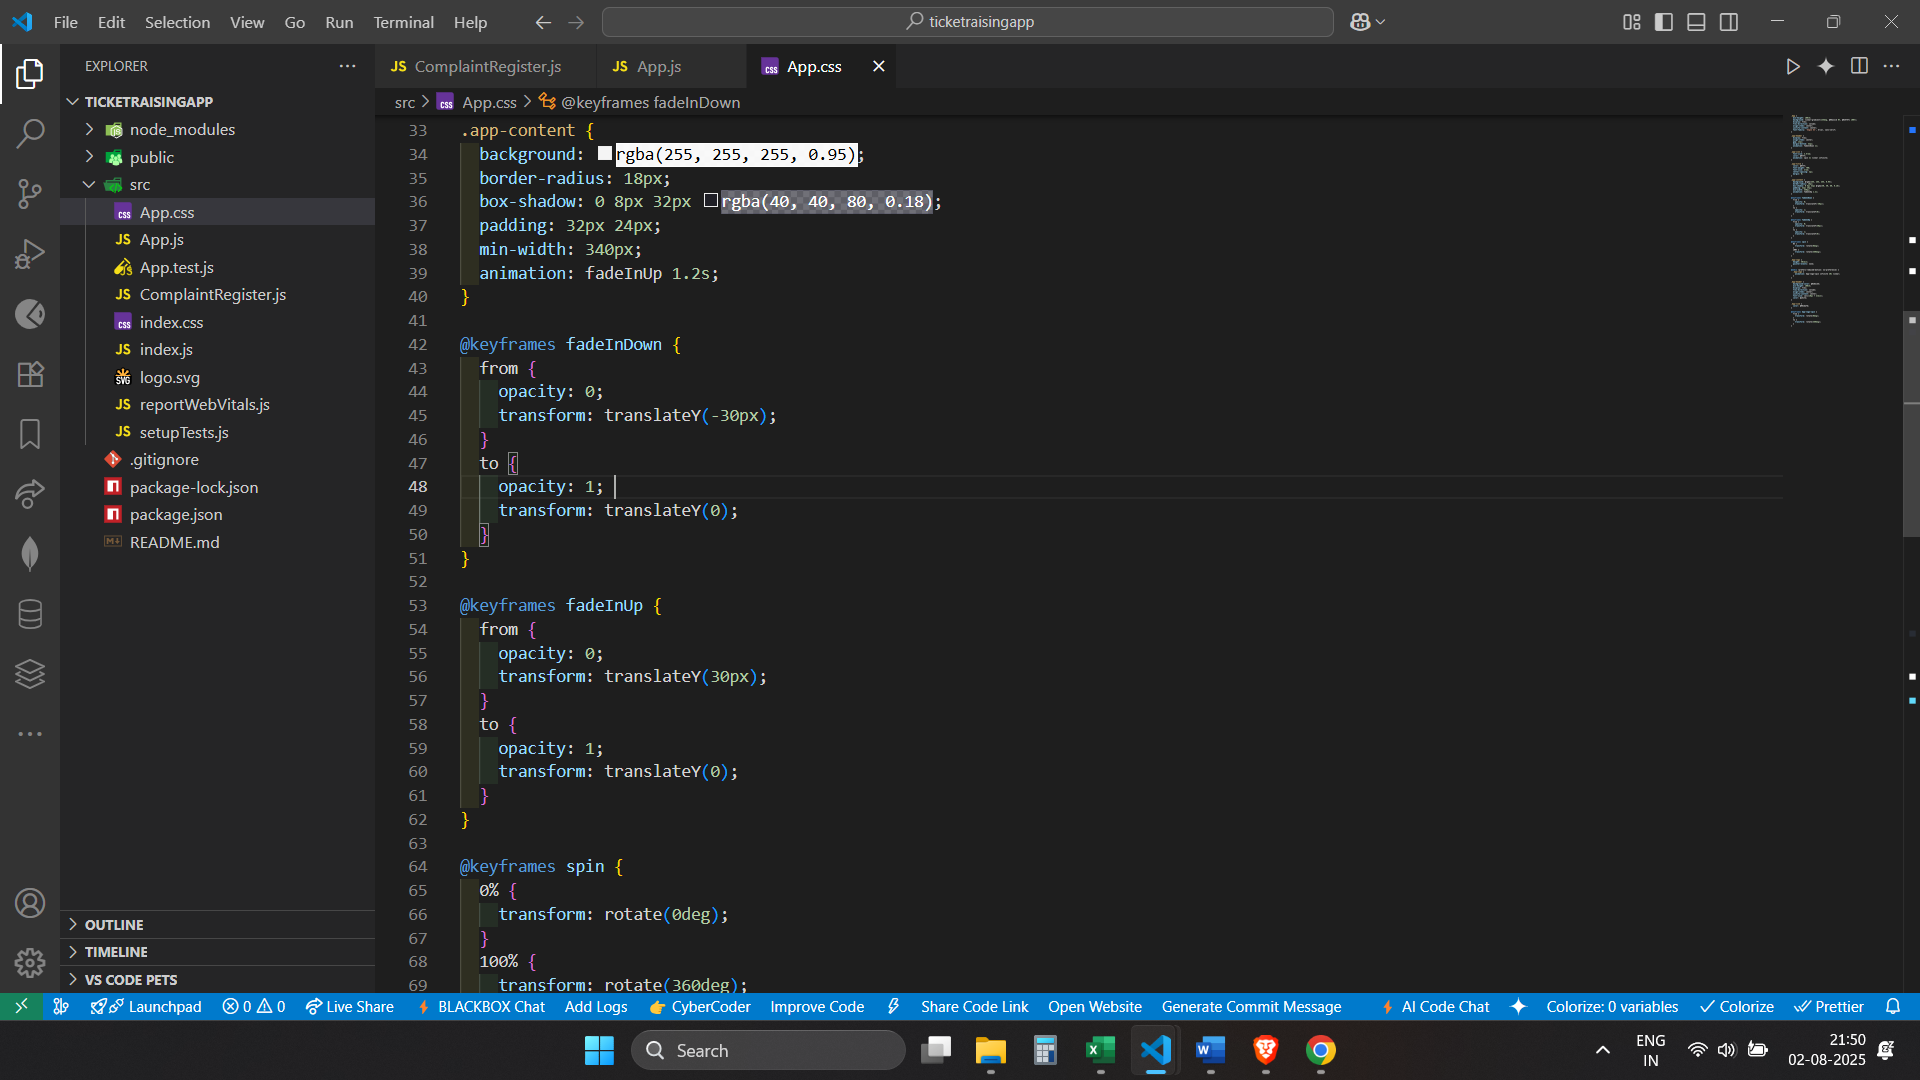 File Edit Selection View Go Run Terminal Help
ticketraisingapp
EXPLORER
TICKETRAISINGAPP
node_modules
public
src
App.css
App.js
App.test.js
ComplaintRegister.js
index.css
index.js
logo.svg
reportWebVitals.js
setupTests.js
.gitignore
package-lock.json
package.json
README.md
OUTLINE
TIMELINE
VS CODE PETS
JS ComplaintRegister.js JS App.js App.css
src > App.css > @keyframes fadeInDown
33 .app-content {
34 background: rgba(255, 255, 255, 0.95);
35 border-radius: 18px;
36 box-shadow: 0 8px 32px rgba(40, 40, 80, 0.18);
37 padding: 32px 24px;
38 min-width: 340px;
39 animation: fadeInUp 1.2s;
40 }
41
42 @keyframes fadeInDown {
43 from {
44 opacity: 0;
45 transform: translateY(-30px);
46 }
47 to {
48 opacity: 1;
49 transform: translateY(0);
50 }
51 }
52
53 @keyframes fadeInUp {
54 from {
55 opacity: 0;
56 transform: translateY(30px);
57 }
58 to {
59 opacity: 1;
60 transform: translateY(0);
61 }
62 }
63
64 @keyframes spin {
65 0% {
66 transform: rotate(0deg);
67 }
68 100% {
69 transform: rotate(360deg);
Launchpad 0 0 Live Share BLACKBOX Chat Add Logs CyberCoder Improve Code Share Code Link Open Website Generate Commit Message AI Code Chat Colorize: 0 variables Colorize Prettier
Search
ENG
IN
21:50
02-08-2025